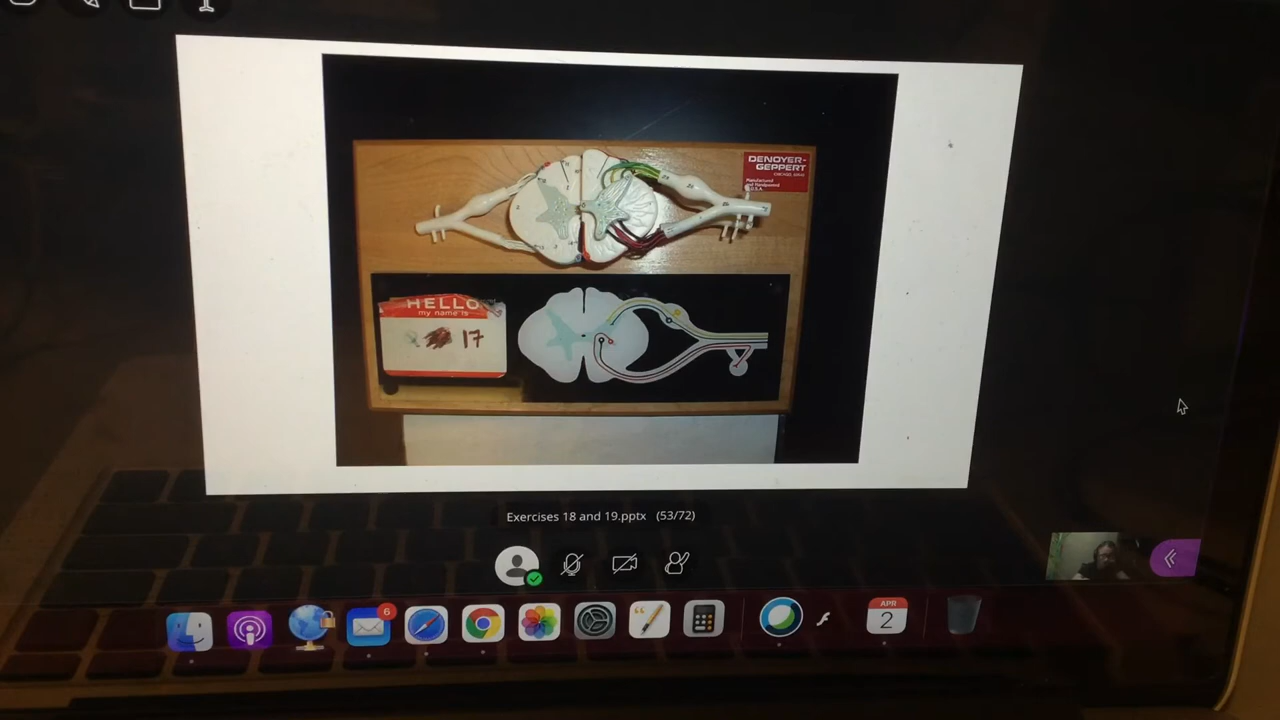 DENOYER-
GEPPERT
HELLO
my name is
17
Exercises 18 and 19.pptx (53/72)
6
APR
2